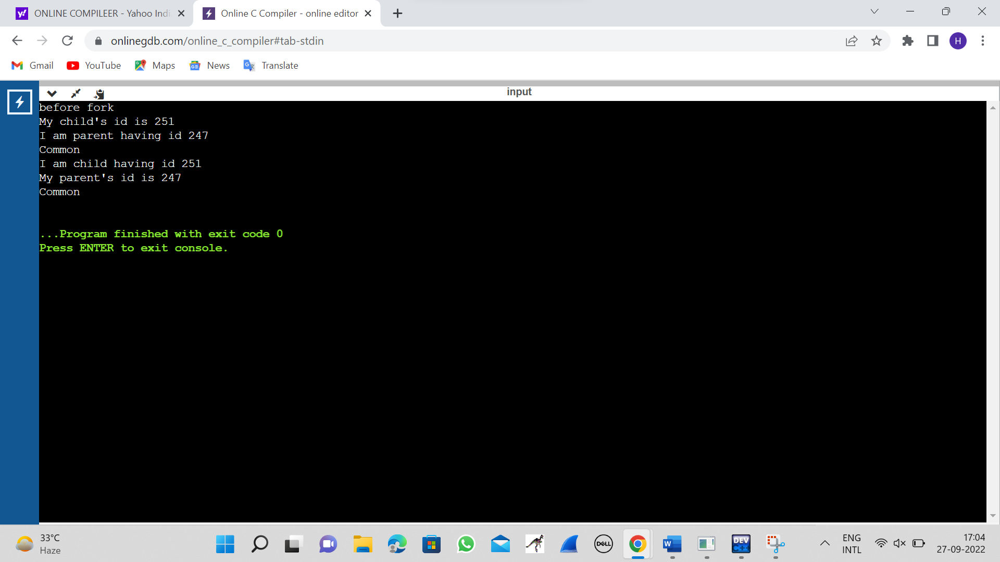 ONLINE COMPILEER - Yahoo Indi
Online C Compiler - online editor
onlinegdb.com/online_c_compiler#tab-stdin
H
Gmail
YouTube
Maps
News
Translate
input
before fork
My child's id is 251
I am parent having id 247
Common
I am child having id 251
My parent's id is 247
Common
...Program finished with exit code 0
Press ENTER to exit console.
33°C
Haze
DELL
W
DEV
C++
ENG
INTL
17:04
27-09-2022